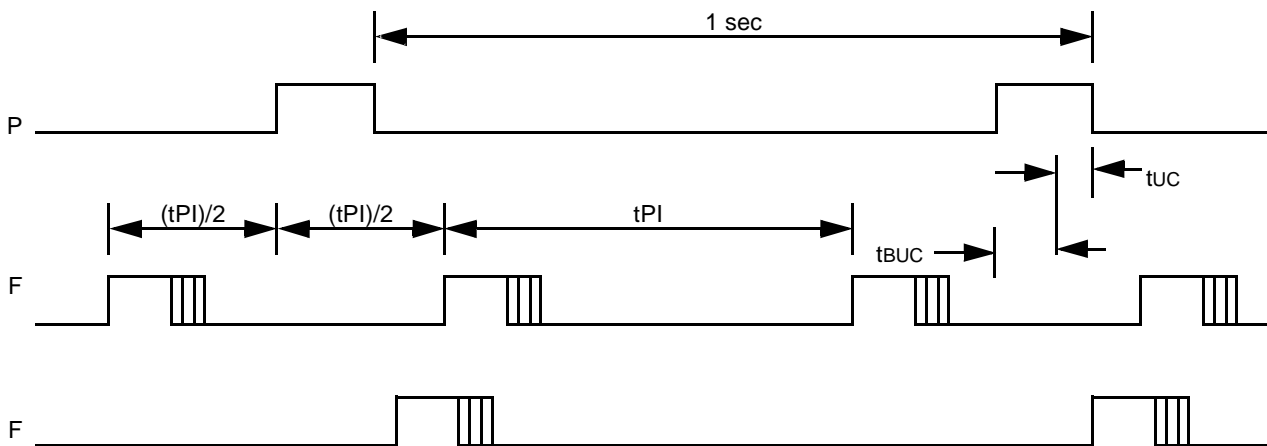 1 sec
P
tUC
(tPI)/2 (tPI)/2 tPI
tBUC
F
F